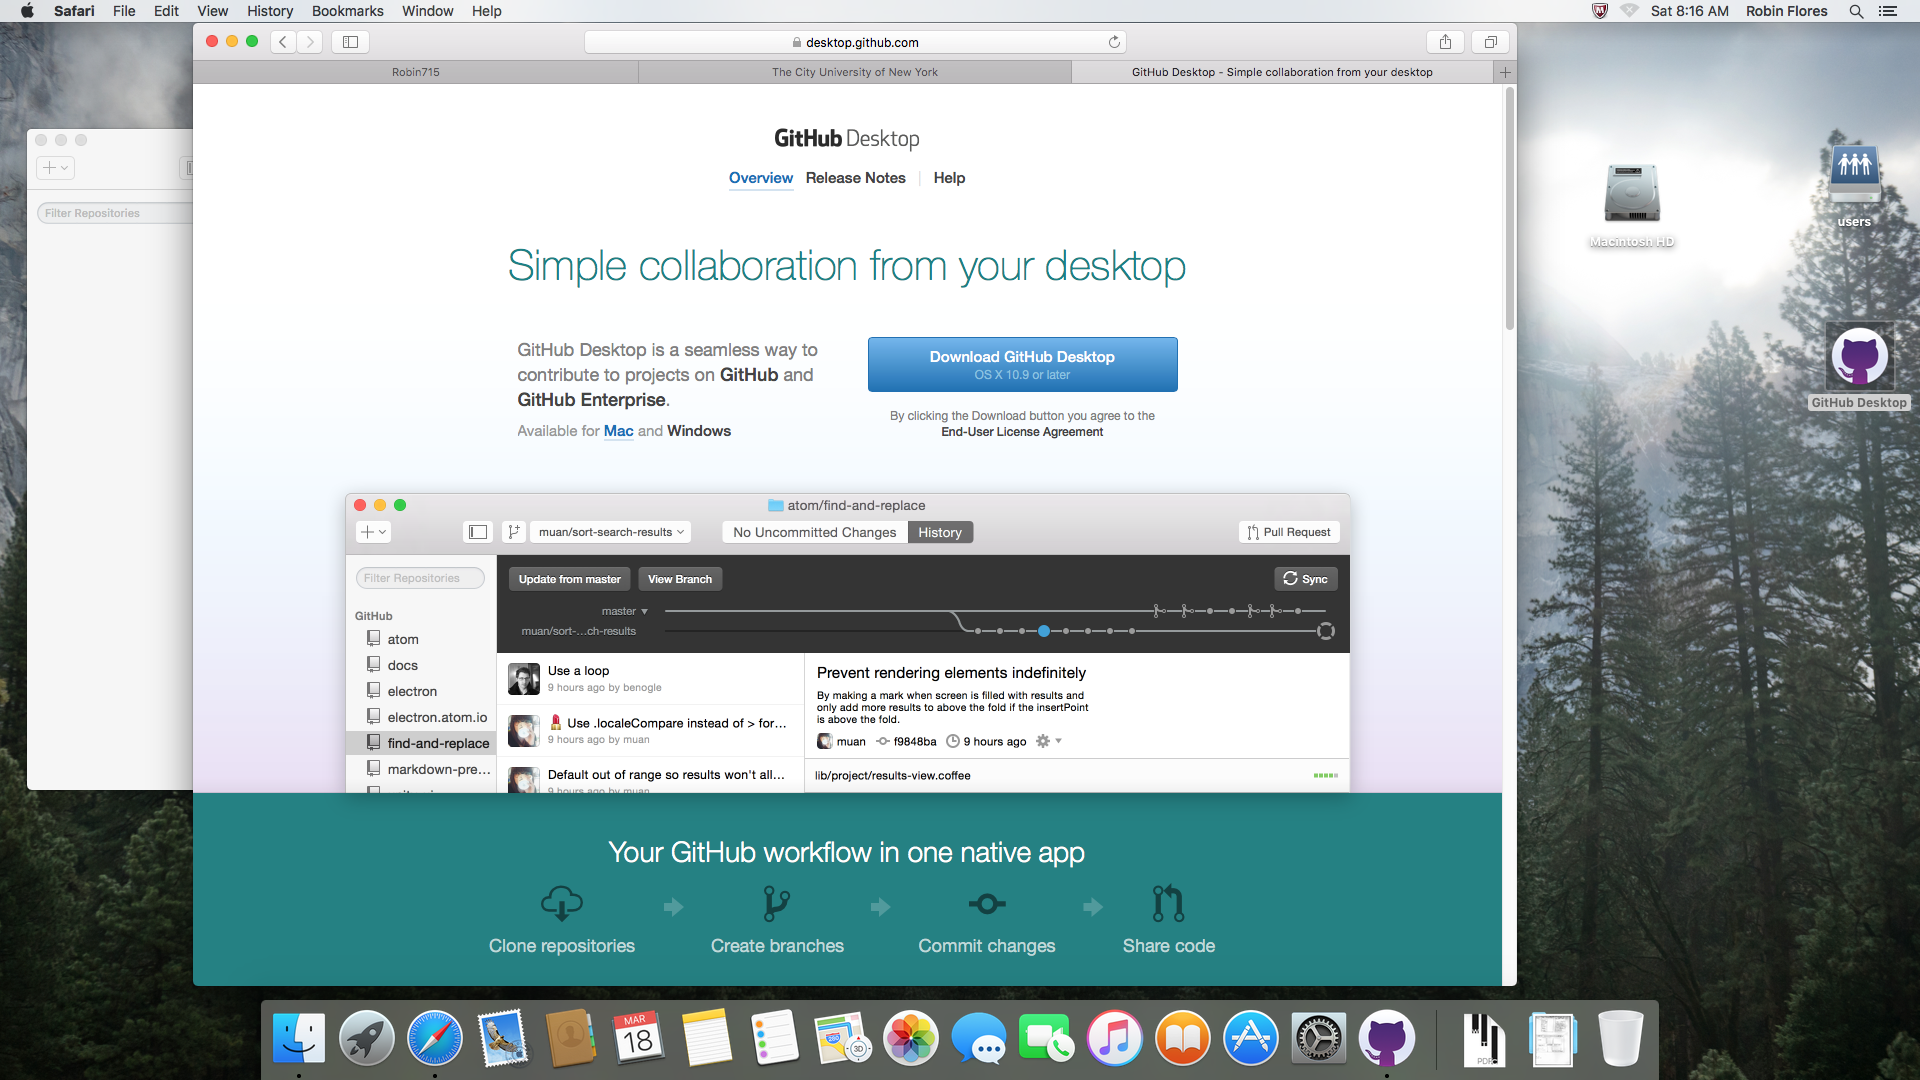 Safari File Edit View History Bookmarks Window Help
Sat 8:16 AM Robin Flores
desktop.github.com
Robin715
The City University of New York
GitHub Desktop - Simple collaboration from your desktop
Filter Repositories
GitHub Desktop
Overview Release Notes Help
Simple collaboration from your desktop
GitHub Desktop is a seamless way to
contribute to projects on GitHub and
GitHub Enterprise.
Available for Mac and Windows
Download GitHub Desktop
OS X 10.9 or later
By clicking the Download button you agree to the
End-User License Agreement
atom/find-and-replace
muan/sort-search-results
No Uncommitted Changes
History
Pull Request
Filter Repositories
Update from master
View Branch
Sync
master
muan/sort-...ch-results
GitHub
atom
docs
electron
electron.atom.io
find-and-replace
markdown-pre...
Use a loop
9 hours ago by benogle
Use .localeCompare instead of > for...
9 hours ago by muan
Default out of range so results won't all...
9 hours ago by muan
Prevent rendering elements indefinitely
By making a mark when screen is filled with results and
only add more results to above the fold if the insertPoint
is above the fold.
muan f9848ba 9 hours ago
lib/project/results-view.coffee
Your GitHub workflow in one native app
Clone repositories
Create branches
Commit changes
Share code
Macintosh HD
users
GitHub Desktop
MAR
18
280
3D
PDF